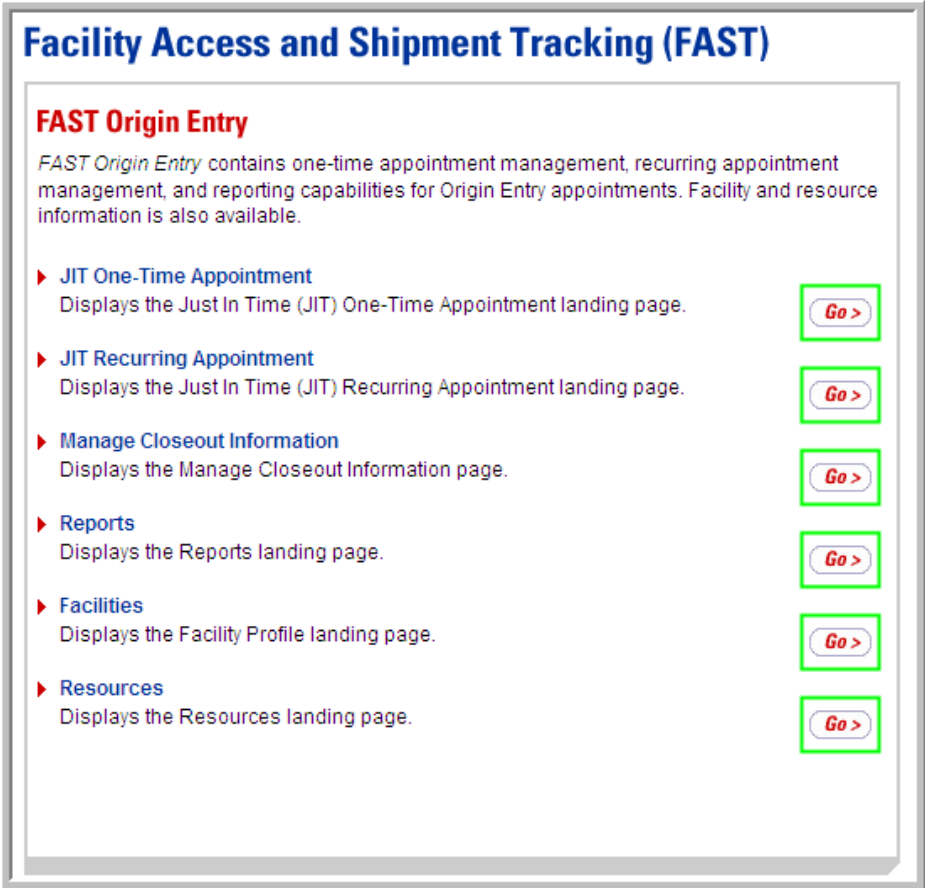 Facility Access and Shipment Tracking (FAST)
FAST Origin Entry
FAST Origin Entry contains one-time appointment management, recurring appointment
management, and reporting capabilities for Origin Entry appointments. Facility and resource
information is also available.
JIT One-Time Appointment
Displays the Just In Time (JIT) One-Time Appointment landing page.
Go >
JIT Recurring Appointment
Displays the Just In Time (JIT) Recurring Appointment landing page.
Go >
Manage Closeout Information
Displays the Manage Closeout Information page.
Go >
Reports
Displays the Reports landing page.
Go >
Facilities
Displays the Facility Profile landing page.
Go >
Resources
Displays the Resources landing page.
Go >